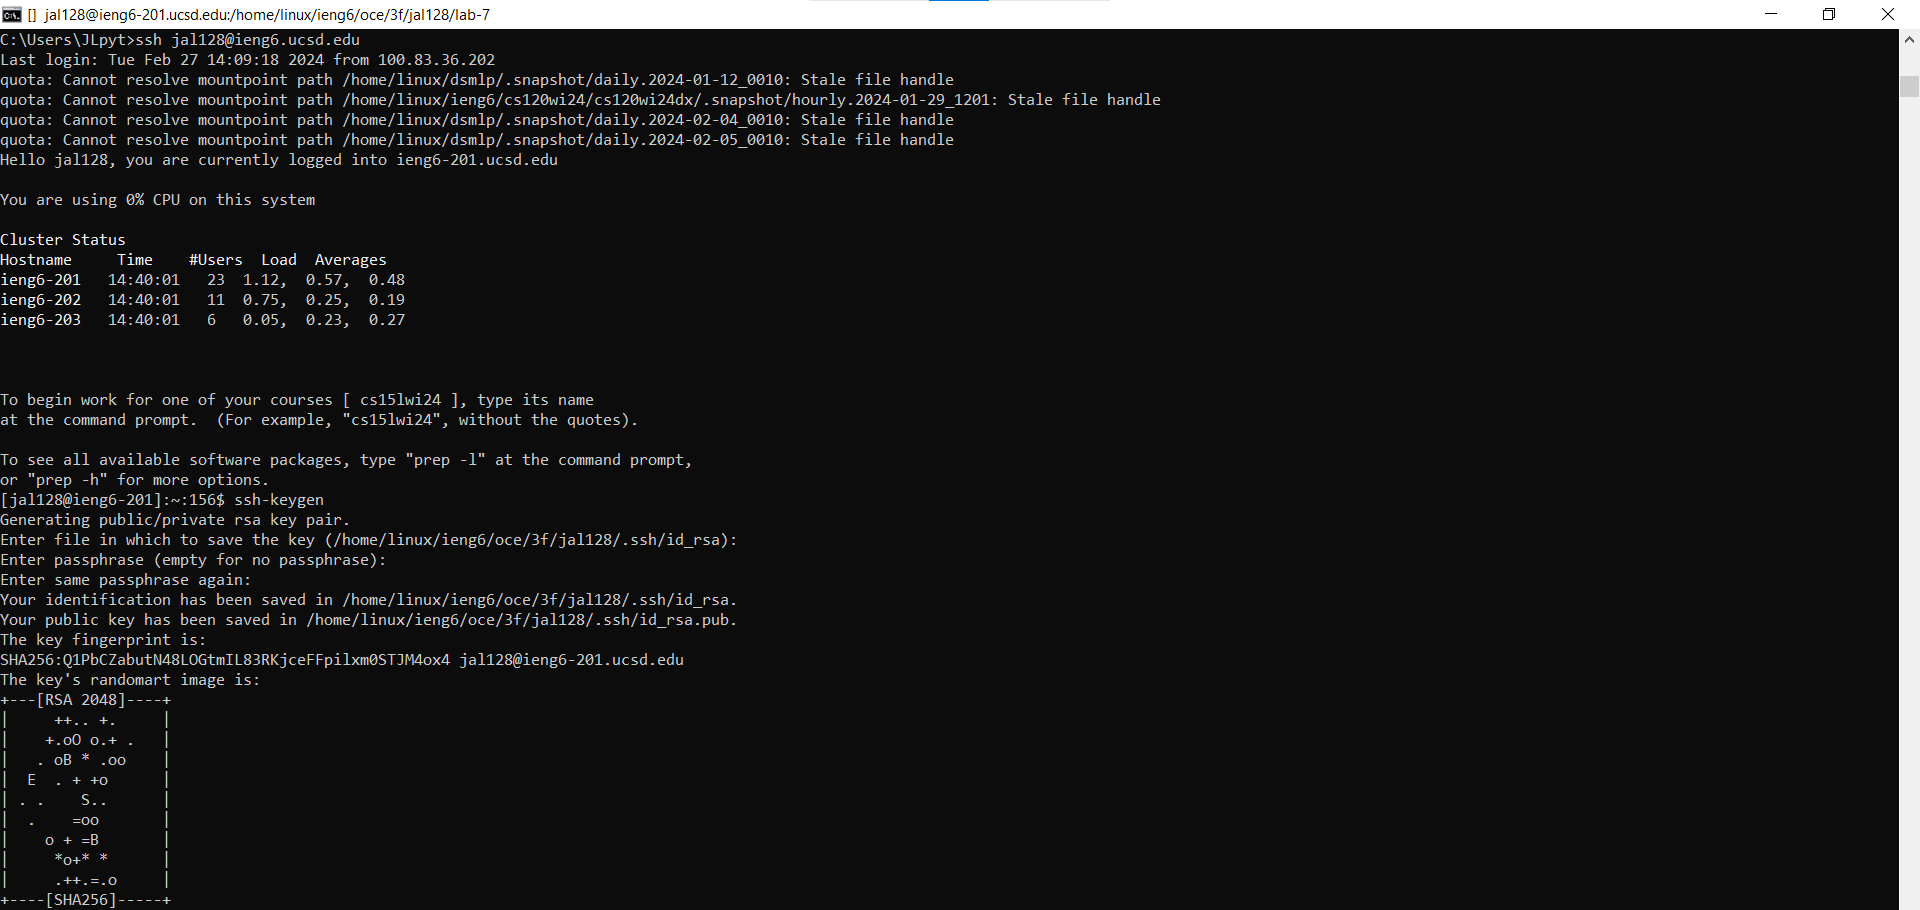 [] jal128@ieng6-201.ucsd.edu:/home/linux/ieng6/oce/3f/jal128/lab-7
C:\Users\JLpyt>ssh jal128@ieng6.ucsd.edu
Last login: Tue Feb 27 14:09:18 2024 from 100.83.36.202
quota: Cannot resolve mountpoint path /home/linux/dsmlp/.snapshot/daily.2024-01-12_0010: Stale file handle
quota: Cannot resolve mountpoint path /home/linux/ieng6/cs120wi24/cs120wi24dx/.snapshot/hourly.2024-01-29_1201: Stale file handle
quota: Cannot resolve mountpoint path /home/linux/dsmlp/.snapshot/daily.2024-02-04_0010: Stale file handle
quota: Cannot resolve mountpoint path /home/linux/dsmlp/.snapshot/daily.2024-02-05_0010: Stale file handle
Hello jal128, you are currently logged into ieng6-201.ucsd.edu

You are using 0% CPU on this system

Cluster Status
Hostname     Time    #Users  Load  Averages
ieng6-201   14:40:01   23  1.12,  0.57,  0.48
ieng6-202   14:40:01   11  0.75,  0.25,  0.19
ieng6-203   14:40:01   6   0.05,  0.23,  0.27

To begin work for one of your courses [ cs15lwi24 ], type its name
at the command prompt.  (For example, "cs15lwi24", without the quotes).

To see all available software packages, type "prep -l" at the command prompt,
or "prep -h" for more options.
[jal128@ieng6-201]:~:156$ ssh-keygen
Generating public/private rsa key pair.
Enter file in which to save the key (/home/linux/ieng6/oce/3f/jal128/.ssh/id_rsa):
Enter passphrase (empty for no passphrase):
Enter same passphrase again:
Your identification has been saved in /home/linux/ieng6/oce/3f/jal128/.ssh/id_rsa.
Your public key has been saved in /home/linux/ieng6/oce/3f/jal128/.ssh/id_rsa.pub.
The key fingerprint is:
SHA256:Q1PbCZabutN48LOGtmIL83RKjceFFpilxm0STJM4ox4 jal128@ieng6-201.ucsd.edu
The key's randomart image is:
+---[RSA 2048]----+
|     ++.. +.     |
|    +.oO o.+ .   |
|   . oB * .oo    |
|  E  . + +o      |
| . .    S..      |
|  .    =oo       |
|    o + =B       |
|     *o+* *      |
|     .++.=.o     |
+----[SHA256]-----+